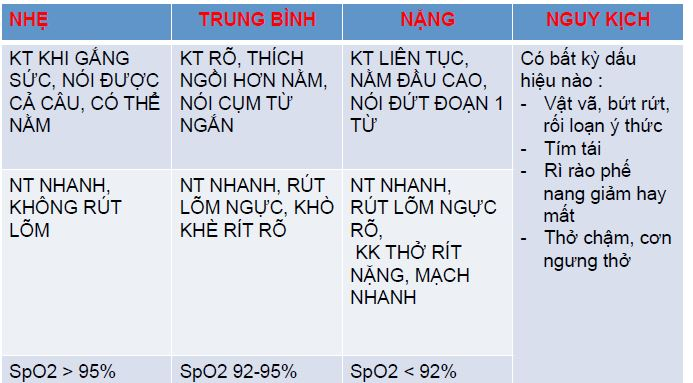 NHẸ
TRUNG BÌNH
NẶNG
NGUY KỊCH
KT KHI GẮNG
SỨC, NÓI ĐƯỢC
CẢ CÂU, CÓ THỂ
NẰM
KT RÕ, THÍCH
NGỒI HƠN NẰM,
NÓI CỤM TỪ
NGẮN
KT LIÊN TỤC,
NẰM ĐẦU CAO,
NÓI ĐỨT ĐOẠN 1
TỪ
Có bất kỳ dấu
hiệu nào :
- Vật vã, bứt rứt,
rối loạn ý thức
- Tím tái
- Rì rào phế
nang giảm hay
mất
- Thở chậm, cơn
ngưng thở
NT NHANH,
KHÔNG RÚT
LÕM
NT NHANH, RÚT
LÕM NGỰC, KHÒ
KHÈ RÍT RÕ
NT NHANH,
RÚT LÕM NGỰC
RÕ,
KK THỞ RÍT
NẶNG, MẠCH
NHANH
SpO2 > 95%
SpO2 92-95%
SpO2 < 92%